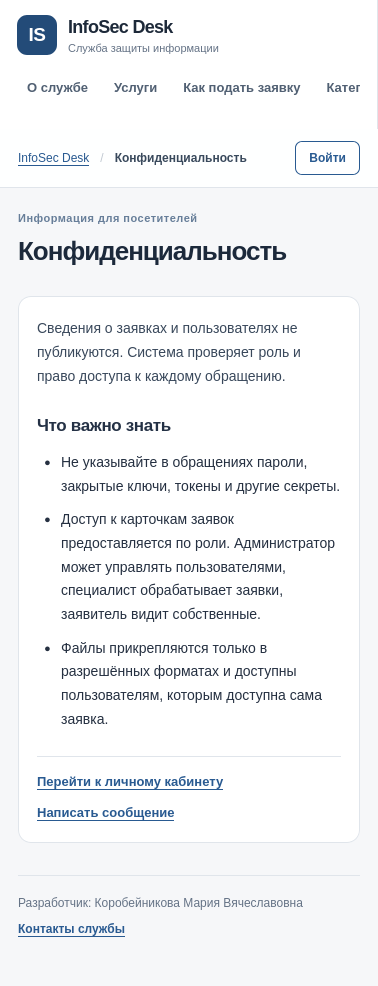 IS
InfoSec Desk
Служба защиты информации
О службе Услуги Как подать заявку Катег
InfoSec Desk / Конфиденциальность Войти
Информация для посетителей
Конфиденциальность
Сведения о заявках и пользователях не
публикуются. Система проверяет роль и
право доступа к каждому обращению.
Что важно знать
• Не указывайте в обращениях пароли,
закрытые ключи, токены и другие секреты.
• Доступ к карточкам заявок
предоставляется по роли. Администратор
может управлять пользователями,
специалист обрабатывает заявки,
заявитель видит собственные.
• Файлы прикрепляются только в
разрешённых форматах и доступны
пользователям, которым доступна сама
заявка.
Перейти к личному кабинету
Написать сообщение
Разработчик: Коробейникова Мария Вячеславовна
Контакты службы